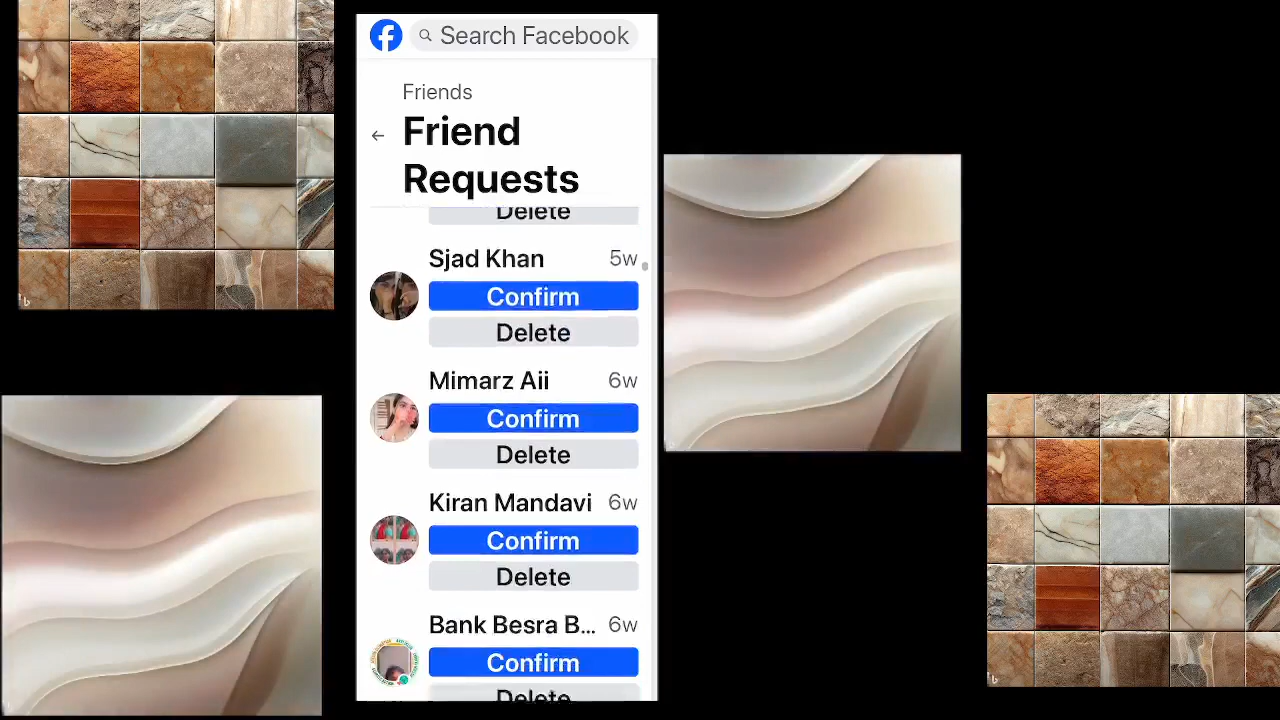 Search Facebook
Friends
Friend
Requests
Delete
Sjad Khan 5w
Confirm
Delete
Mimarz Aii 6w
Confirm
Delete
Kiran Mandavi 6w
Confirm
Delete
Bank Besra B... 6w
Confirm
Delete